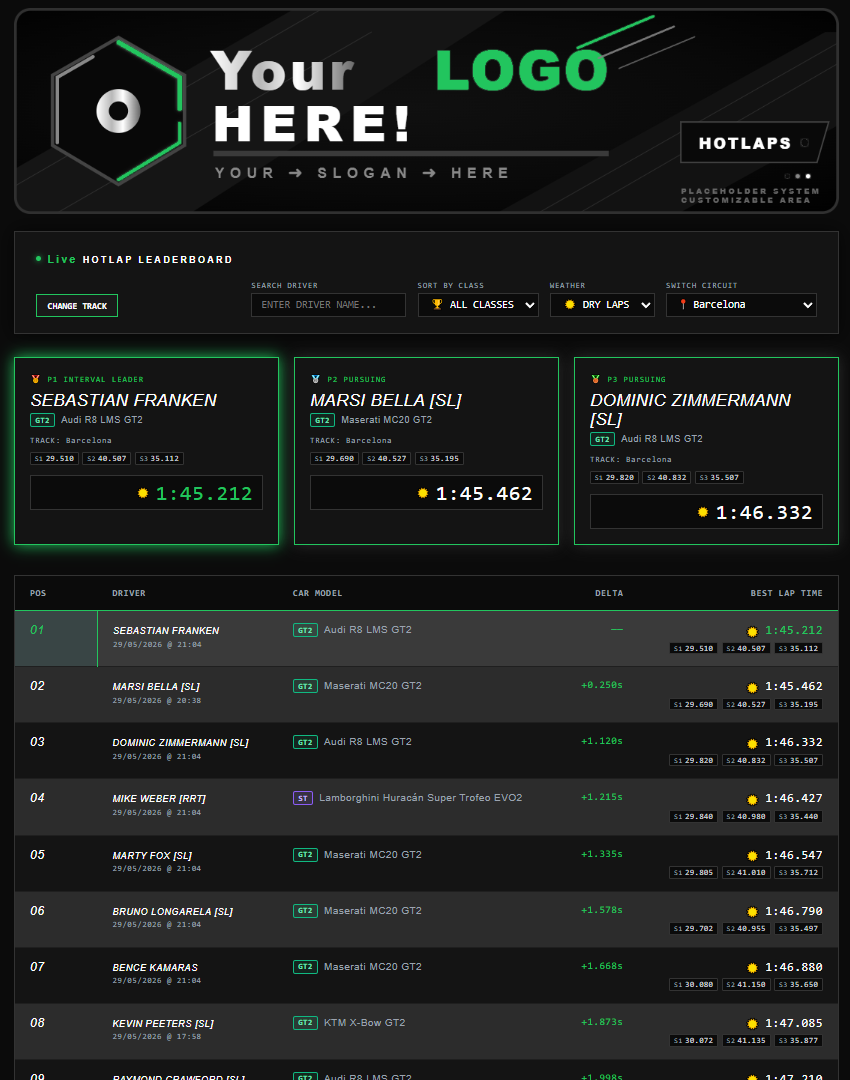 Your LOGO
HERE!
YOUR ➔ SLOGAN ➔ HERE
HOTLAPS
PLACEHOLDER SYSTEM
CUSTOMIZABLE AREA
Live HOTLAP LEADERBOARD
CHANGE TRACK
SEARCH DRIVER
ENTER DRIVER NAME...
SORT BY CLASS
🏆 ALL CLASSES
WEATHER
DRY LAPS
SWITCH CIRCUIT
📍 Barcelona
🥇 P1 INTERVAL LEADER
SEBASTIAN FRANKEN
GT2 Audi R8 LMS GT2
TRACK: Barcelona
S1 29.510 S2 40.507 S3 35.112
1:45.212
🥈 P2 PURSUING
MARSI BELLA [SL]
GT2 Maserati MC20 GT2
TRACK: Barcelona
S1 29.690 S2 40.527 S3 35.195
1:45.462
🥉 P3 PURSUING
DOMINIC ZIMMERMANN
[SL]
GT2 Audi R8 LMS GT2
TRACK: Barcelona
S1 29.820 S2 40.832 S3 35.507
1:46.332
POS DRIVER CAR MODEL DELTA BEST LAP TIME
01 SEBASTIAN FRANKEN GT2 Audi R8 LMS GT2 — 1:45.212
29/05/2026 @ 21:04 S1 29.510 S2 40.507 S3 35.112
02 MARSI BELLA [SL] GT2 Maserati MC20 GT2 +0.250s 1:45.462
29/05/2026 @ 20:38 S1 29.690 S2 40.527 S3 35.195
03 DOMINIC ZIMMERMANN [SL] GT2 Audi R8 LMS GT2 +1.120s 1:46.332
29/05/2026 @ 21:04 S1 29.820 S2 40.832 S3 35.507
04 MIKE WEBER [RRT] ST Lamborghini Huracán Super Trofeo EVO2 +1.215s 1:46.427
29/05/2026 @ 21:04 S1 29.840 S2 40.980 S3 35.440
05 MARTY FOX [SL] GT2 Maserati MC20 GT2 +1.335s 1:46.547
29/05/2026 @ 21:04 S1 29.805 S2 41.010 S3 35.712
06 BRUNO LONGARELA [SL] GT2 Maserati MC20 GT2 +1.578s 1:46.790
29/05/2026 @ 21:04 S1 29.702 S2 40.955 S3 35.497
07 BENCE KAMARAS GT2 Maserati MC20 GT2 +1.668s 1:46.880
29/05/2026 @ 21:04 S1 30.080 S2 41.150 S3 35.650
08 KEVIN PEETERS [SL] GT2 KTM X-Bow GT2 +1.873s 1:47.085
29/05/2026 @ 17:58 S1 30.072 S2 41.135 S3 35.877
09 RAYMOND CRAWFORD [SL] GT2 Audi R8 LMS GT2 +1.998s 1:47.210